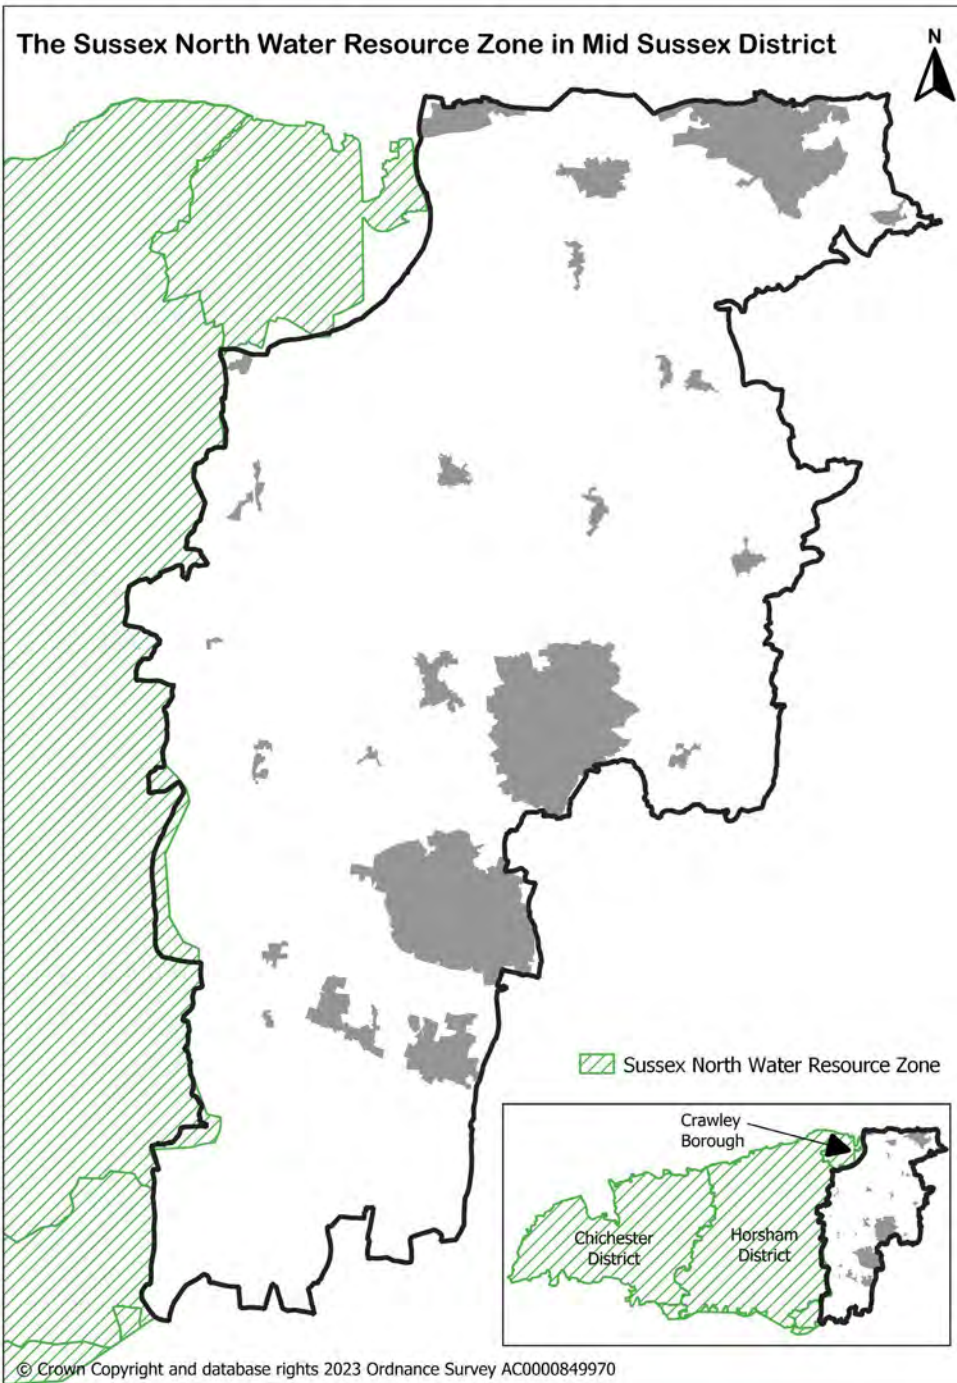 The Sussex North Water Resource Zone in Mid Sussex District
N
Sussex North Water Resource Zone
Crawley
Borough
Chichester
District
Horsham
District
© Crown Copyright and database rights 2023 Ordnance Survey AC0000849970